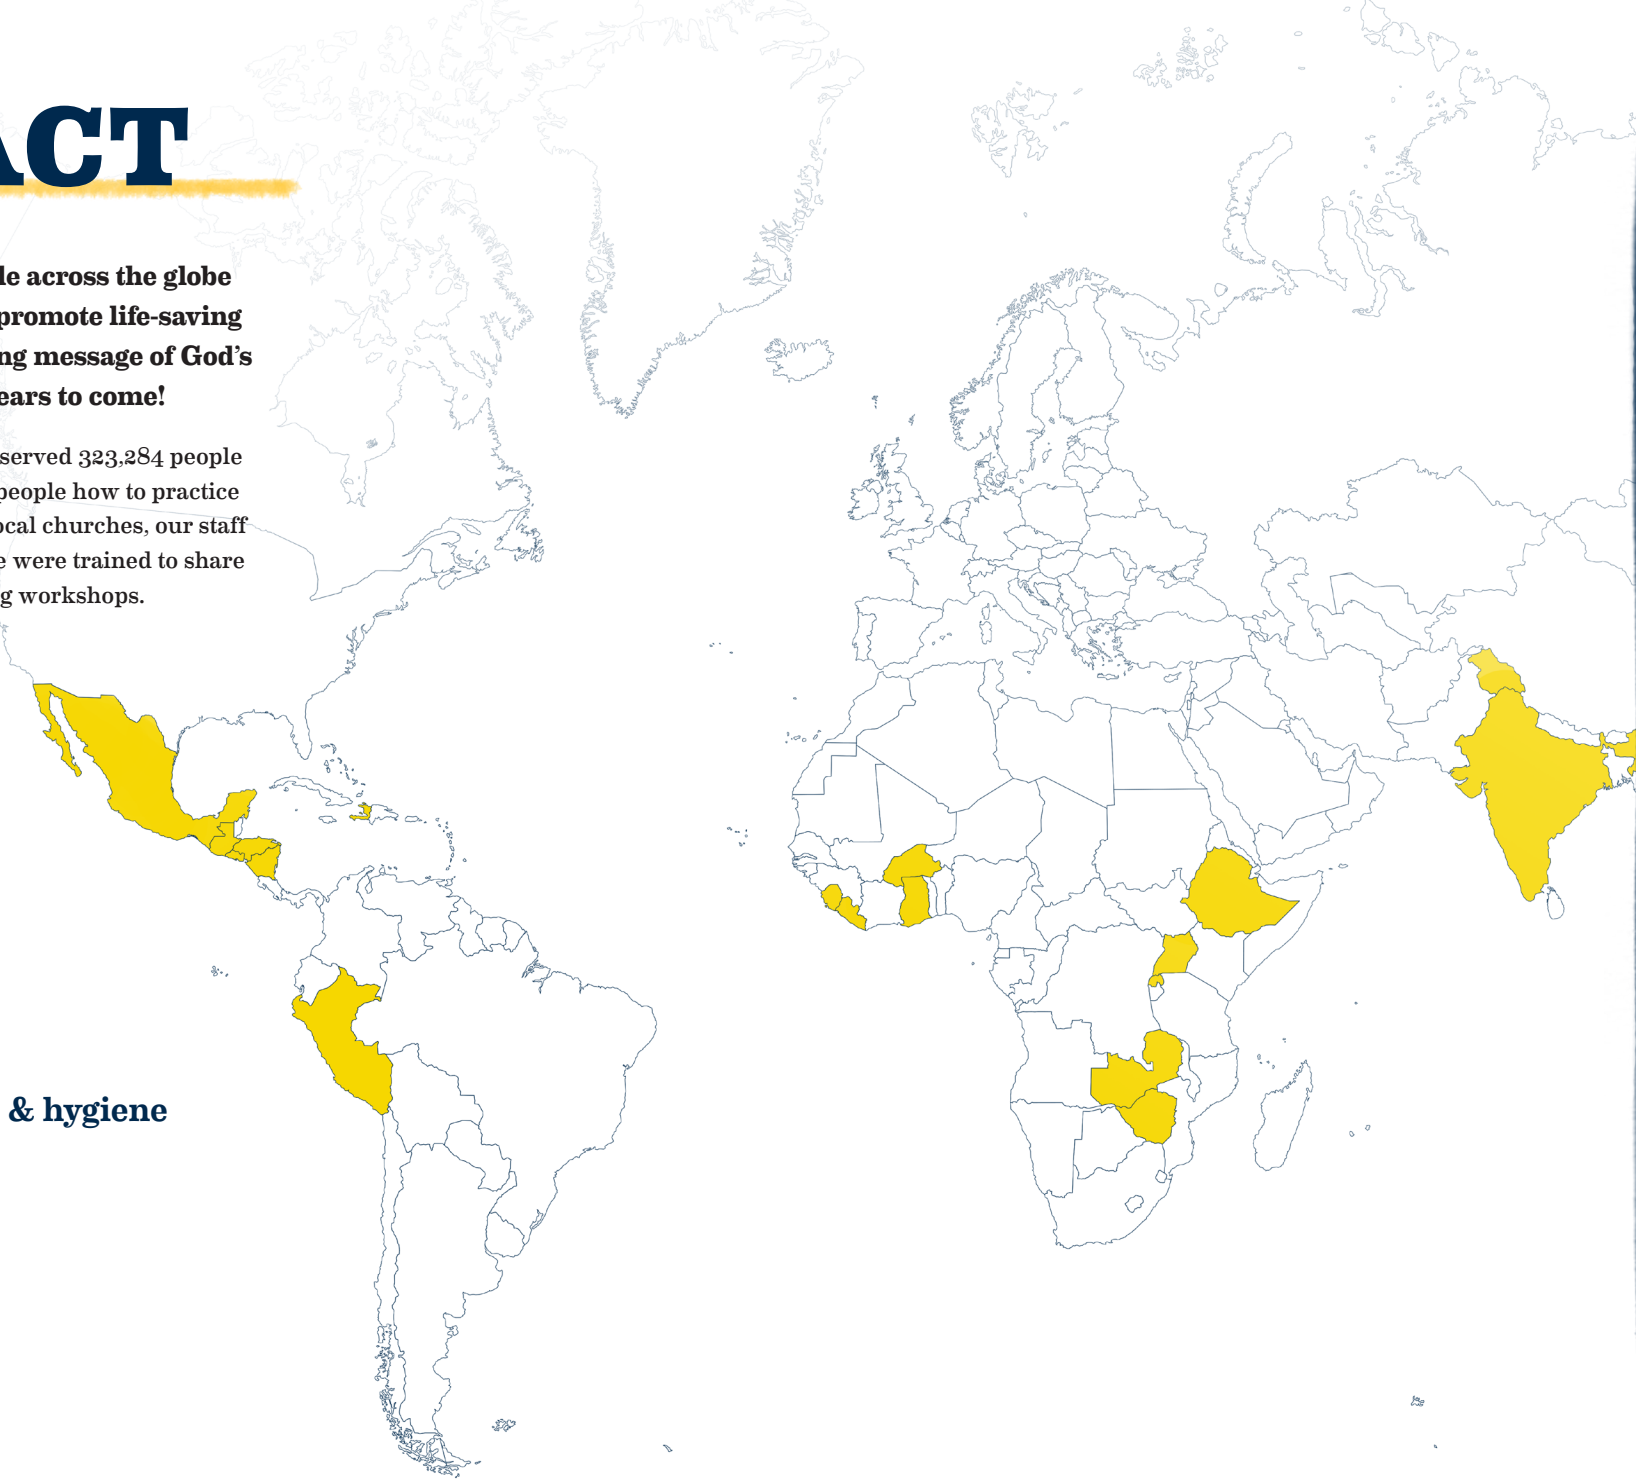 ACT
le across the globe
promote life-saving
ng message of God's
ears to come!
served 323,284 people
people how to practice
ocal churches, our staff
e were trained to share
g workshops.
& hygiene